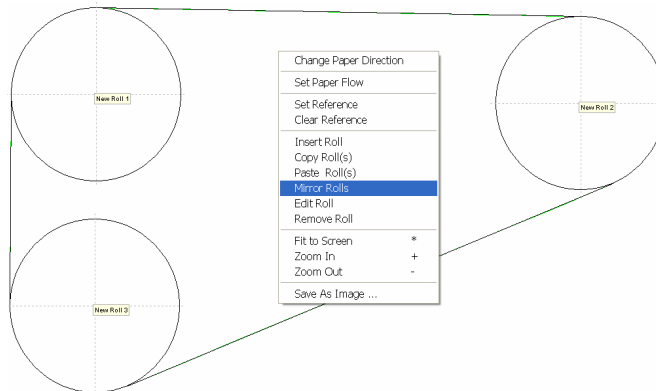 New Roll 1
New Roll 2
New Roll 3
Change Paper Direction
Set Paper Flow
Set Reference
Clear Reference
Insert Roll
Copy Roll(s)
Paste Roll(s)
Mirror Rolls
Edit Roll
Remove Roll
Fit to Screen *
Zoom In +
Zoom Out -
Save As Image ...